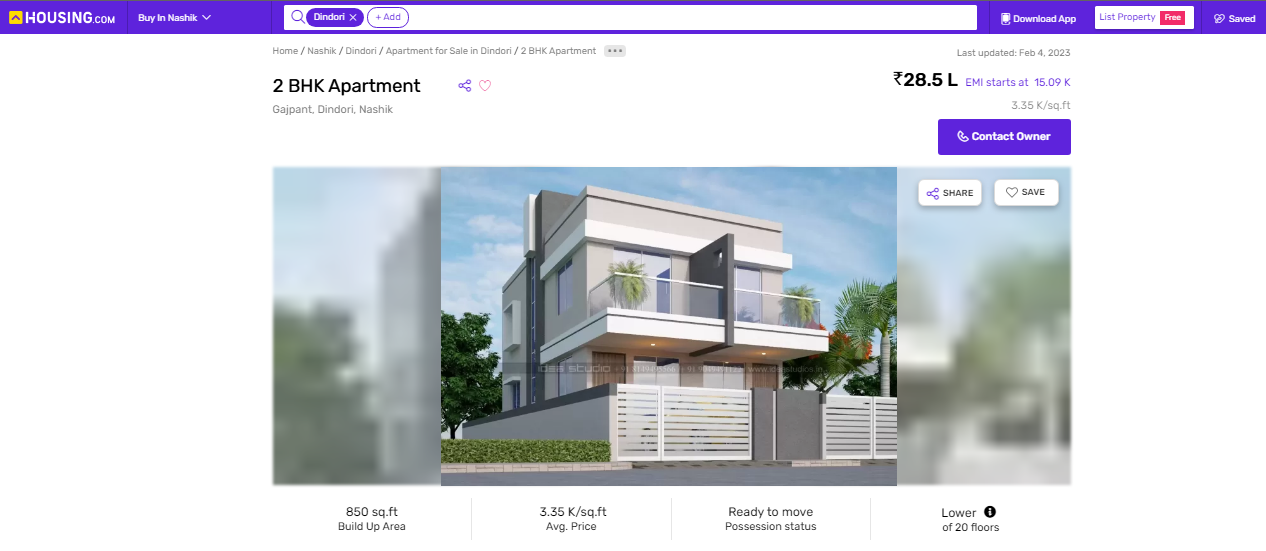 HOUSING.COM
Buy In Nashik
Dindori
+ Add
Download App
List Property Free
Saved
Home / Nashik / Dindori / Apartment for Sale in Dindori / 2 BHK Apartment
Last updated: Feb 4, 2023
2 BHK Apartment
₹28.5 L EMI starts at 15.09 K
Gajpant, Dindori, Nashik
3.35 K/sq.ft
Contact Owner
SHARE
SAVE
idea studio
850 sq.ft
Build Up Area
3.35 K/sq.ft
Avg. Price
Ready to move
Possession status
Lower
of 20 floors